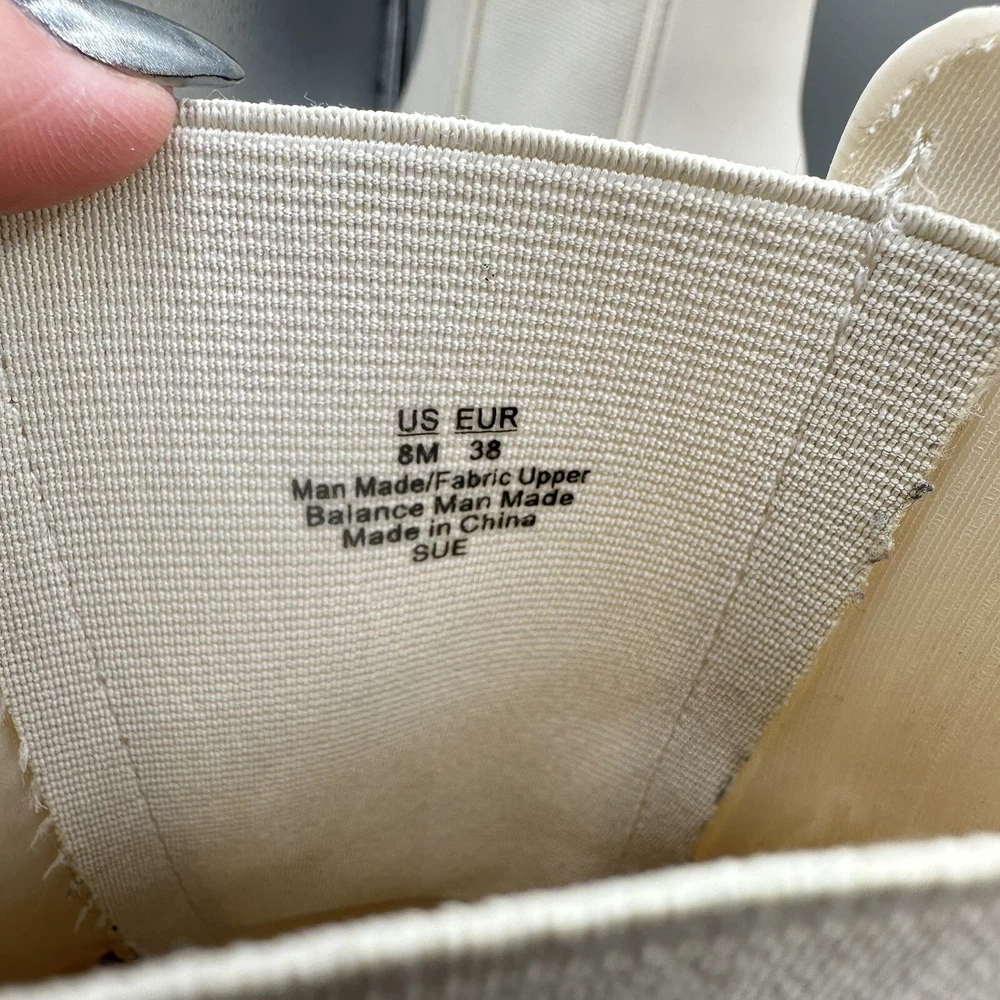 US EUR
8M 38
Man Made/Fabric Upper
Balance Man Made
Made in China
SUE